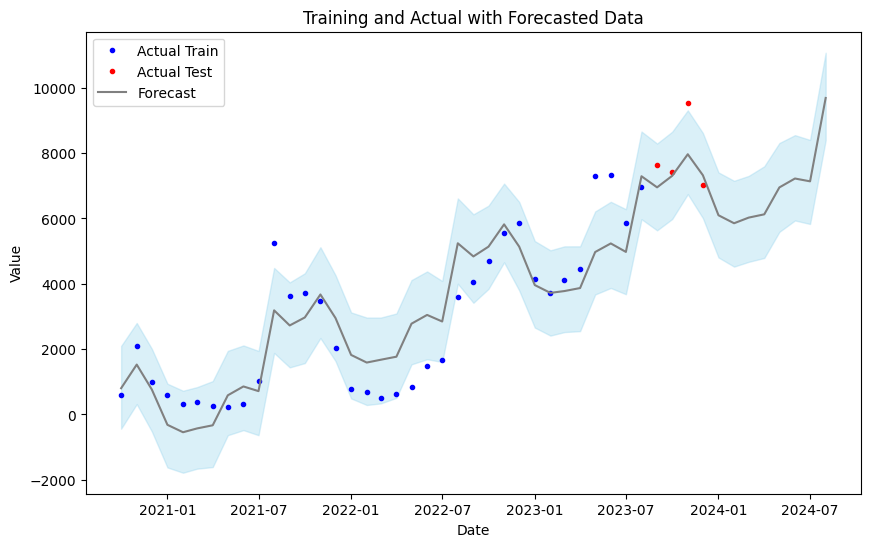 Training and Actual with Forecasted Data
Actual Train
Actual Test
Forecast
Value
10000
8000
6000
4000
2000
0
−2000
2021-01
2021-07
2022-01
2022-07
2023-01
2023-07
2024-01
2024-07
Date